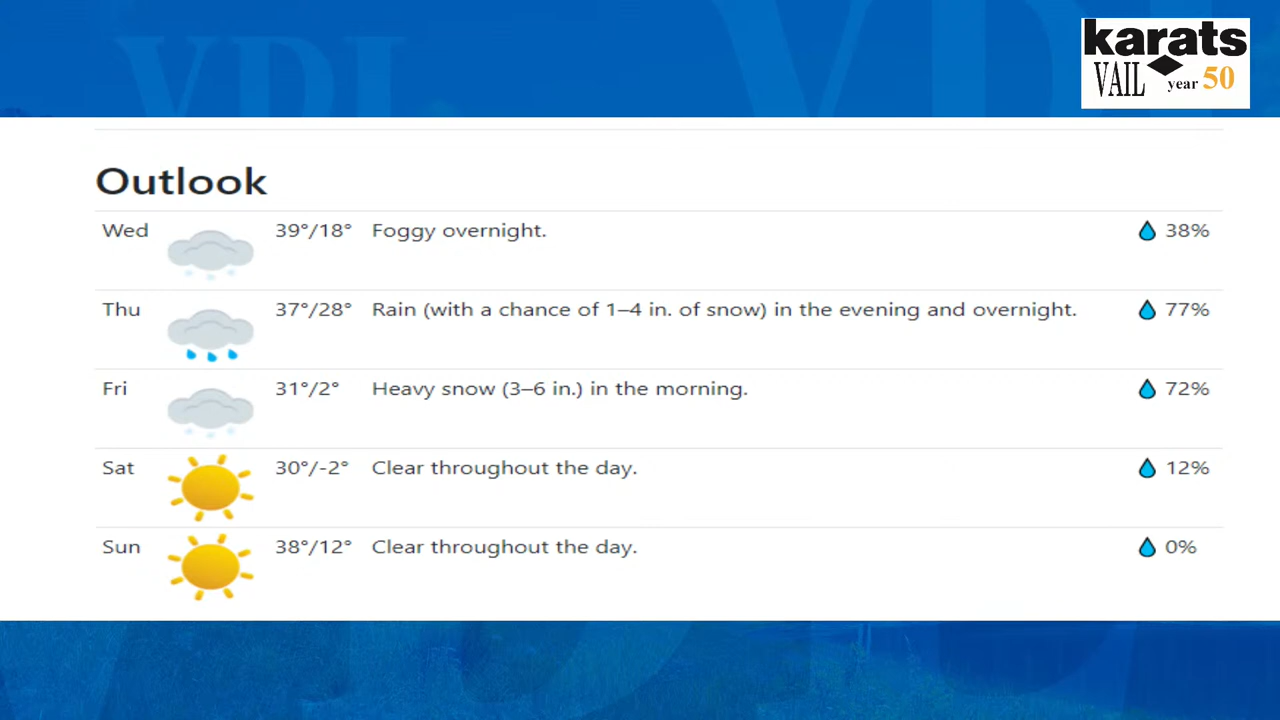 VDL
VDL
karats
VAIL year 50
Outlook
Wed 39°/18° Foggy overnight. 38%
Thu 37°/28° Rain (with a chance of 1–4 in. of snow) in the evening and overnight. 77%
Fri 31°/2° Heavy snow (3–6 in.) in the morning. 72%
Sat 30°/-2° Clear throughout the day. 12%
Sun 38°/12° Clear throughout the day. 0%